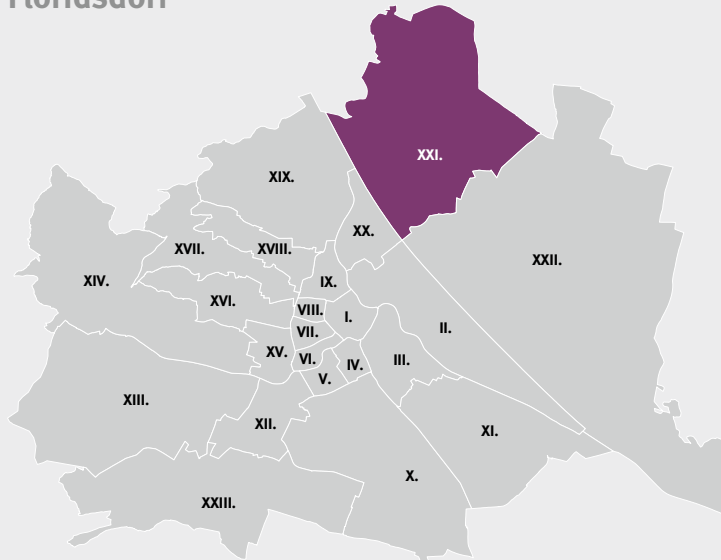 Floridsdorf
XXI.
XIX.
XX.
XVII.
XVIII.
XXII.
XIV.
IX.
XVI.
VIII.
I.
II.
VII.
XV.
VI.
IV.
III.
V.
XIII.
XII.
XI.
X.
XXIII.